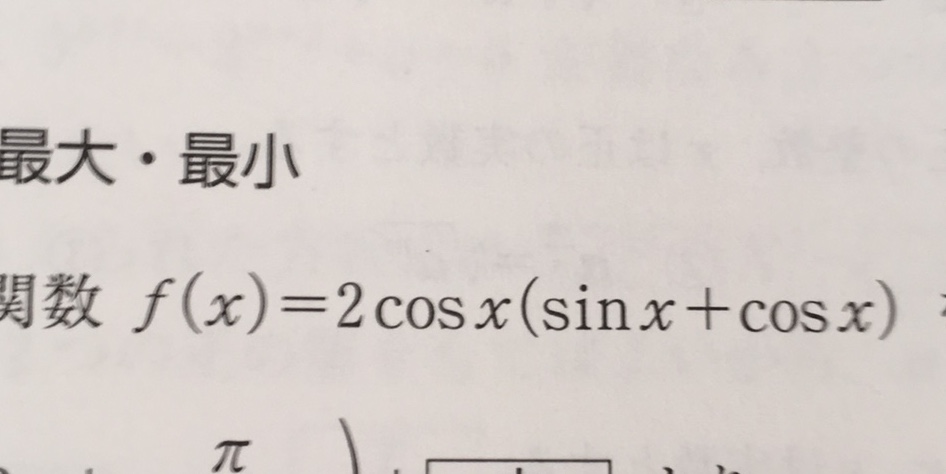 最大・最小
関数 f(x)=2cosx(sinx+cosx)
π )